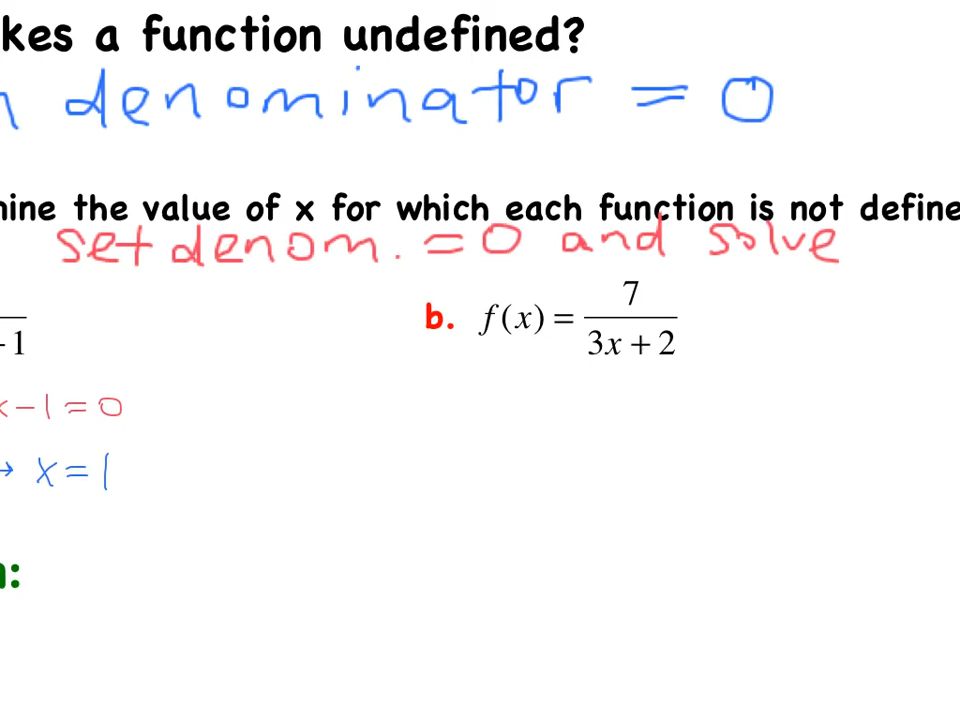 kes a function undefined?
denominator = 0
the value of x for which each function is not define
set denom. = 0 and solve
b. f(x) = 7 / (3x + 2)
-1
x-1=0
→ x=1
: